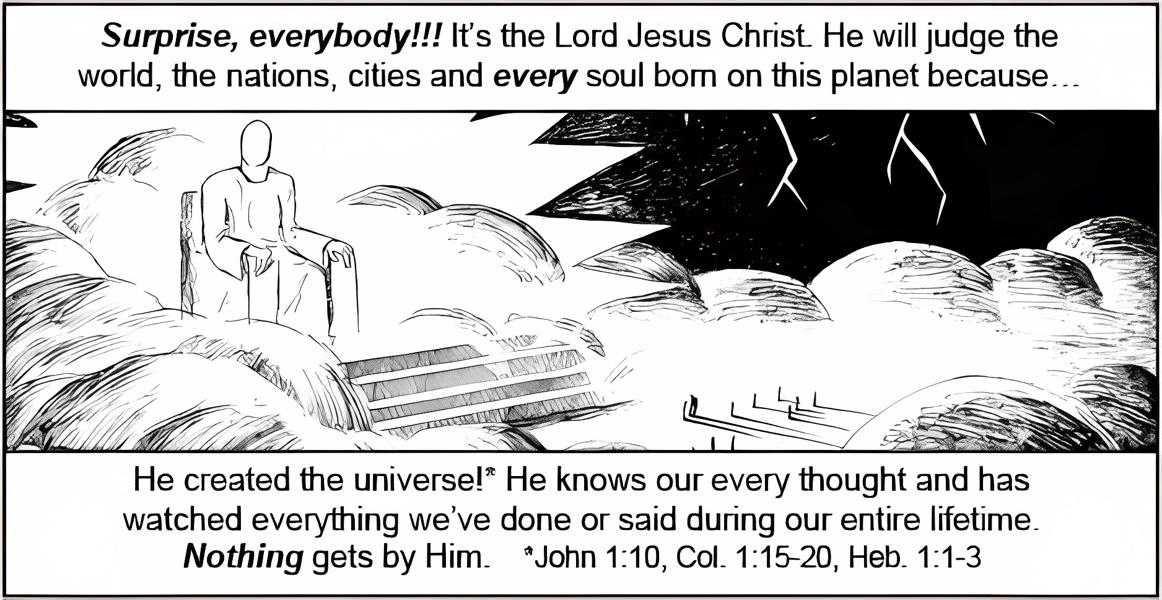 Surprise, everybody!!! It's the Lord Jesus Christ. He will judge the
world, the nations, cities and every soul born on this planet because...
He created the universe!* He knows our every thought and has
watched everything we've done or said during our entire lifetime.
Nothing gets by Him. *John 1:10, Col. 1:15-20, Heb. 1:1-3